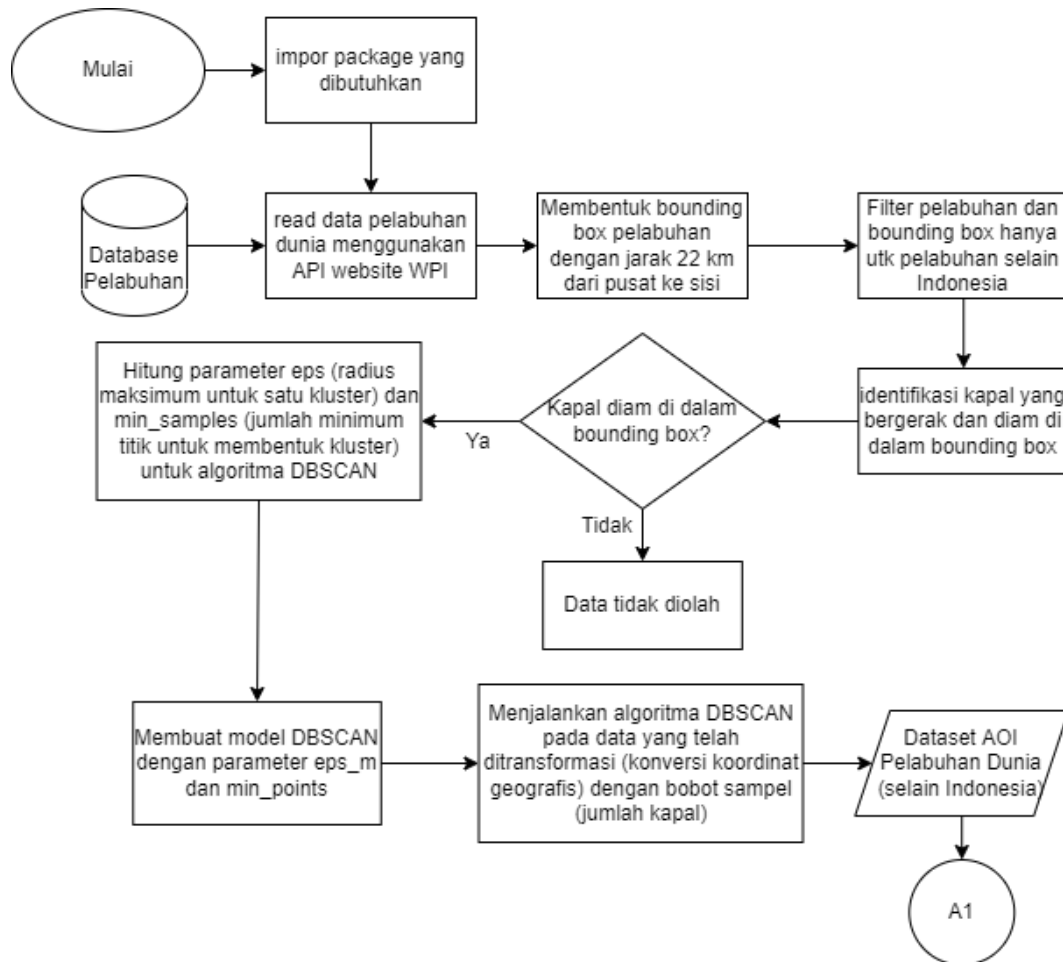 Mulai
impor package yang
dibutuhkan
Database
Pelabuhan
read data pelabuhan
dunia menggunakan
API website WPI
Membentuk bounding
box pelabuhan
dengan jarak 22 km
dari pusat ke sisi
Filter pelabuhan dan
bounding box hanya
utk pelabuhan selain
Indonesia
identifikasi kapal yang
bergerak dan diam di
dalam bounding box
Kapal diam di dalam
bounding box?
Ya
Tidak
Data tidak diolah
Hitung parameter eps (radius
maksimum untuk satu kluster) dan
min_samples (jumlah minimum
titik untuk membentuk kluster)
untuk algoritma DBSCAN
Membuat model DBSCAN
dengan parameter eps_m
dan min_points
Menjalankan algoritma DBSCAN
pada data yang telah
ditransformasi (konversi koordinat
geografis) dengan bobot sampel
(jumlah kapal)
Dataset AOI
Pelabuhan Dunia
(selain Indonesia)
A1